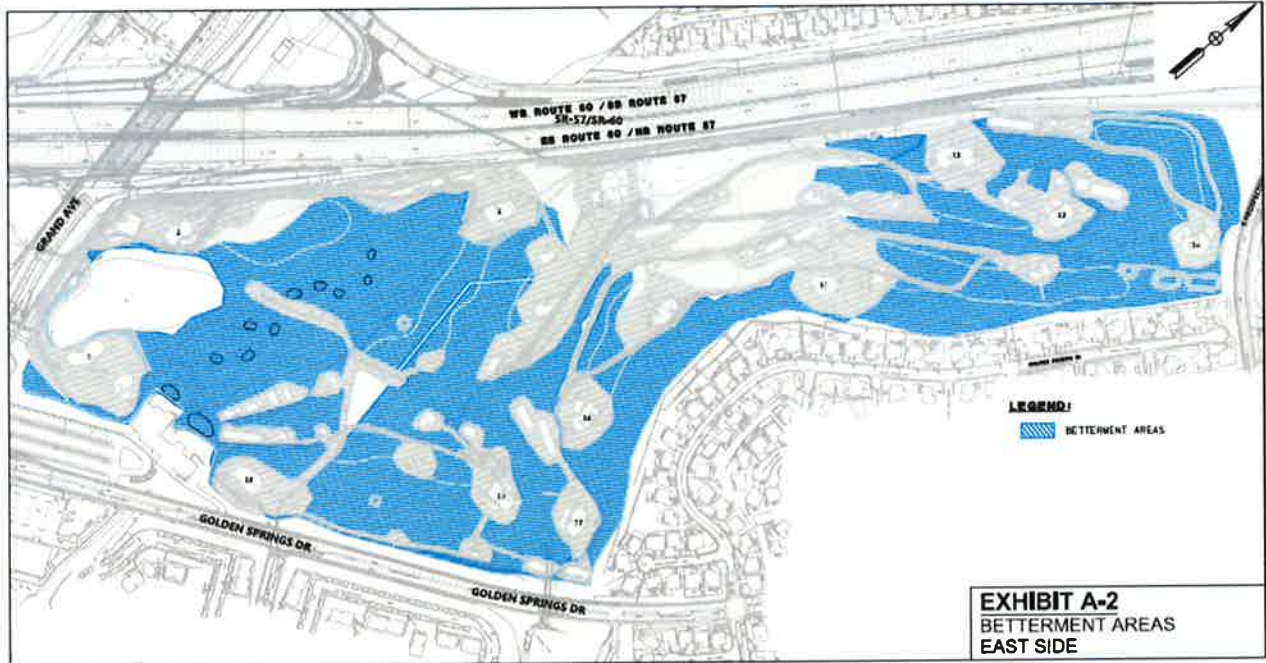 WB ROUTE 60 / SB ROUTE 57
SR-57/SR-60
EB ROUTE 60 / NB ROUTE 57
GRAND AVE
GOLDEN SPRINGS DR
GOLDEN SPRINGS DR
LEGEND:
BETTERMENT AREAS
EXHIBIT A-2
BETTERMENT AREAS
EAST SIDE